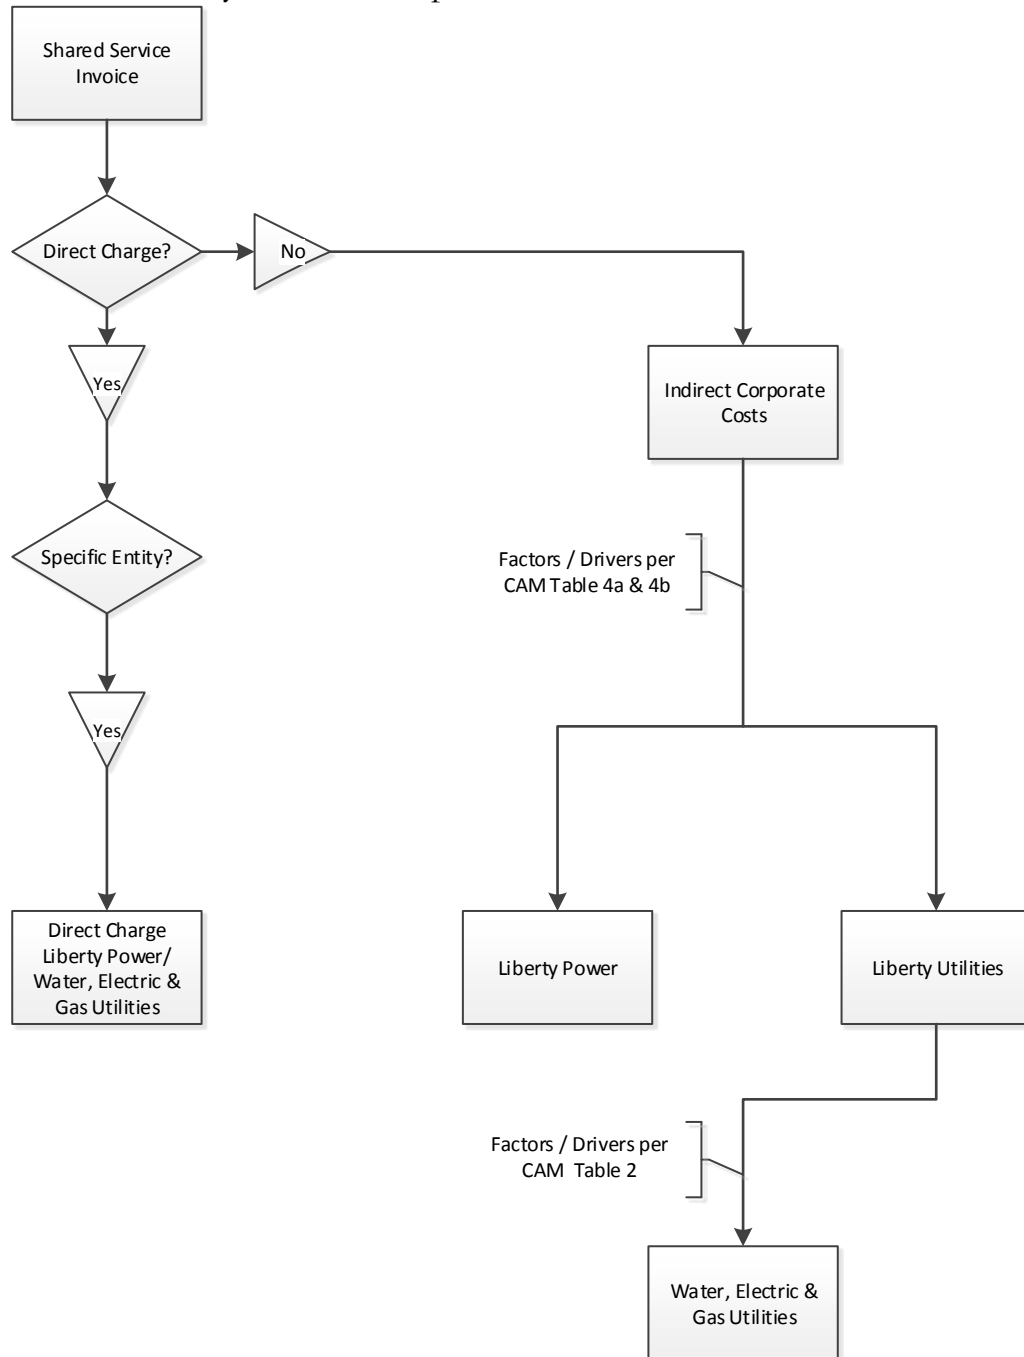 Shared Service
Invoice
Direct Charge?
No
Yes
Indirect Corporate
Costs
Specific Entity?
Factors / Drivers per
CAM Table 4a & 4b
Yes
Direct Charge
Liberty Power/
Water, Electric &
Gas Utilities
Liberty Power
Liberty Utilities
Factors / Drivers per
CAM Table 2
Water, Electric &
Gas Utilities